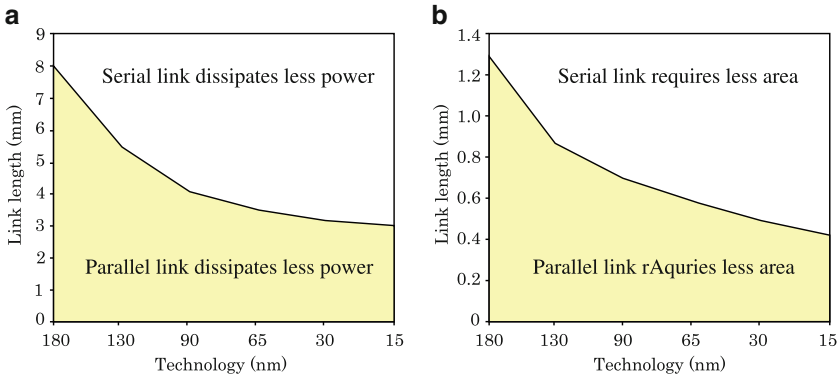 a
9
8
7
6
5
4
3
2
1
0
Link length (mm)
Serial link dissipates less power
Parallel link dissipates less power
180 130 90 65 30 15
Technology (nm)
b
1.4
1.2
1.0
0.8
0.6
0.4
0.2
0
Link length (mm)
Serial link requires less area
Parallel link rAquries less area
180 130 90 65 30 15
Technology (nm)